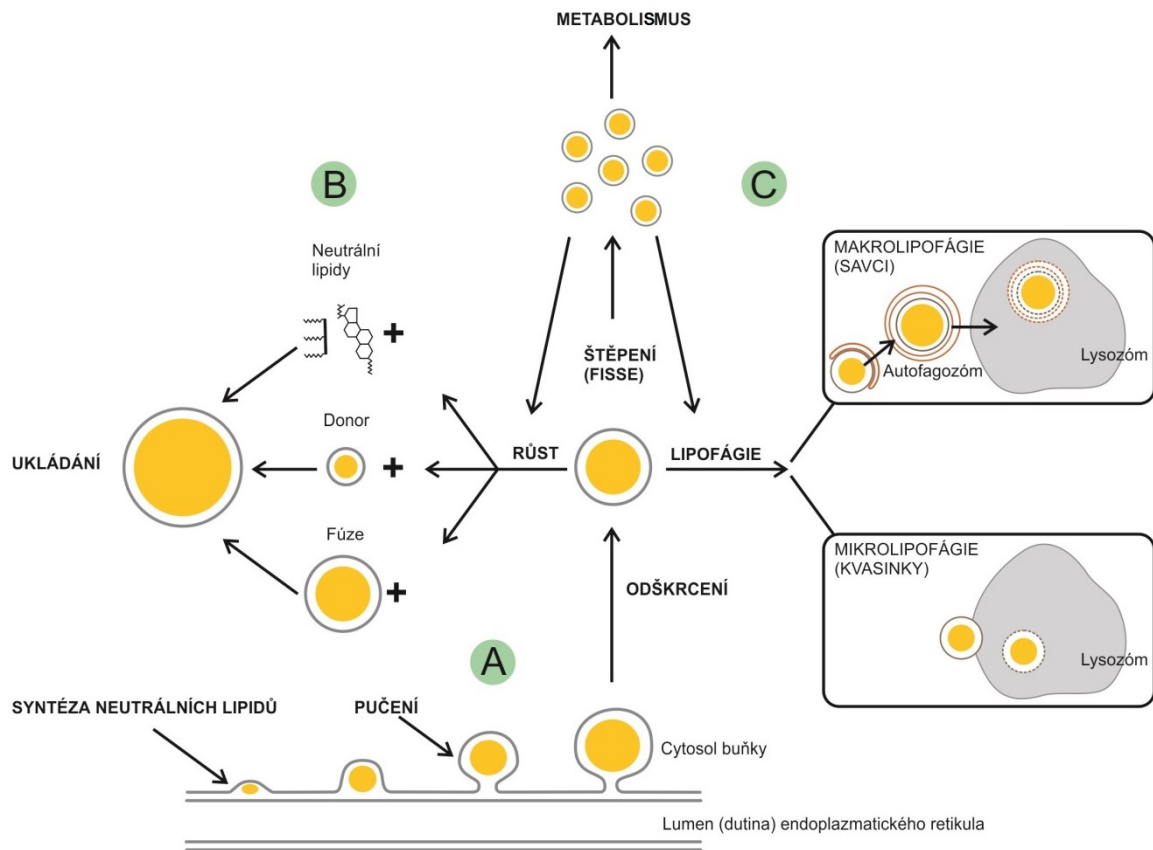 METABOLISMUS
B
C
Neutrální
lipidy
+
ŠTĚPENÍ
(FISSE)
MAKROLIPOFÁGIE
(SAVCI)
Autofagozóm
Lysozóm
Donor
+
UKLÁDÁNÍ
RŮST
LIPOFÁGIE
Fúze
+
MIKROLIPOFÁGIE
(KVASINKY)
Lysozóm
ODŠKRCENÍ
A
SYNTÉZA NEUTRÁLNÍCH LIPIDŮ
PUČENÍ
Cytosol buňky
Lumen (dutina) endoplazmatického retikula